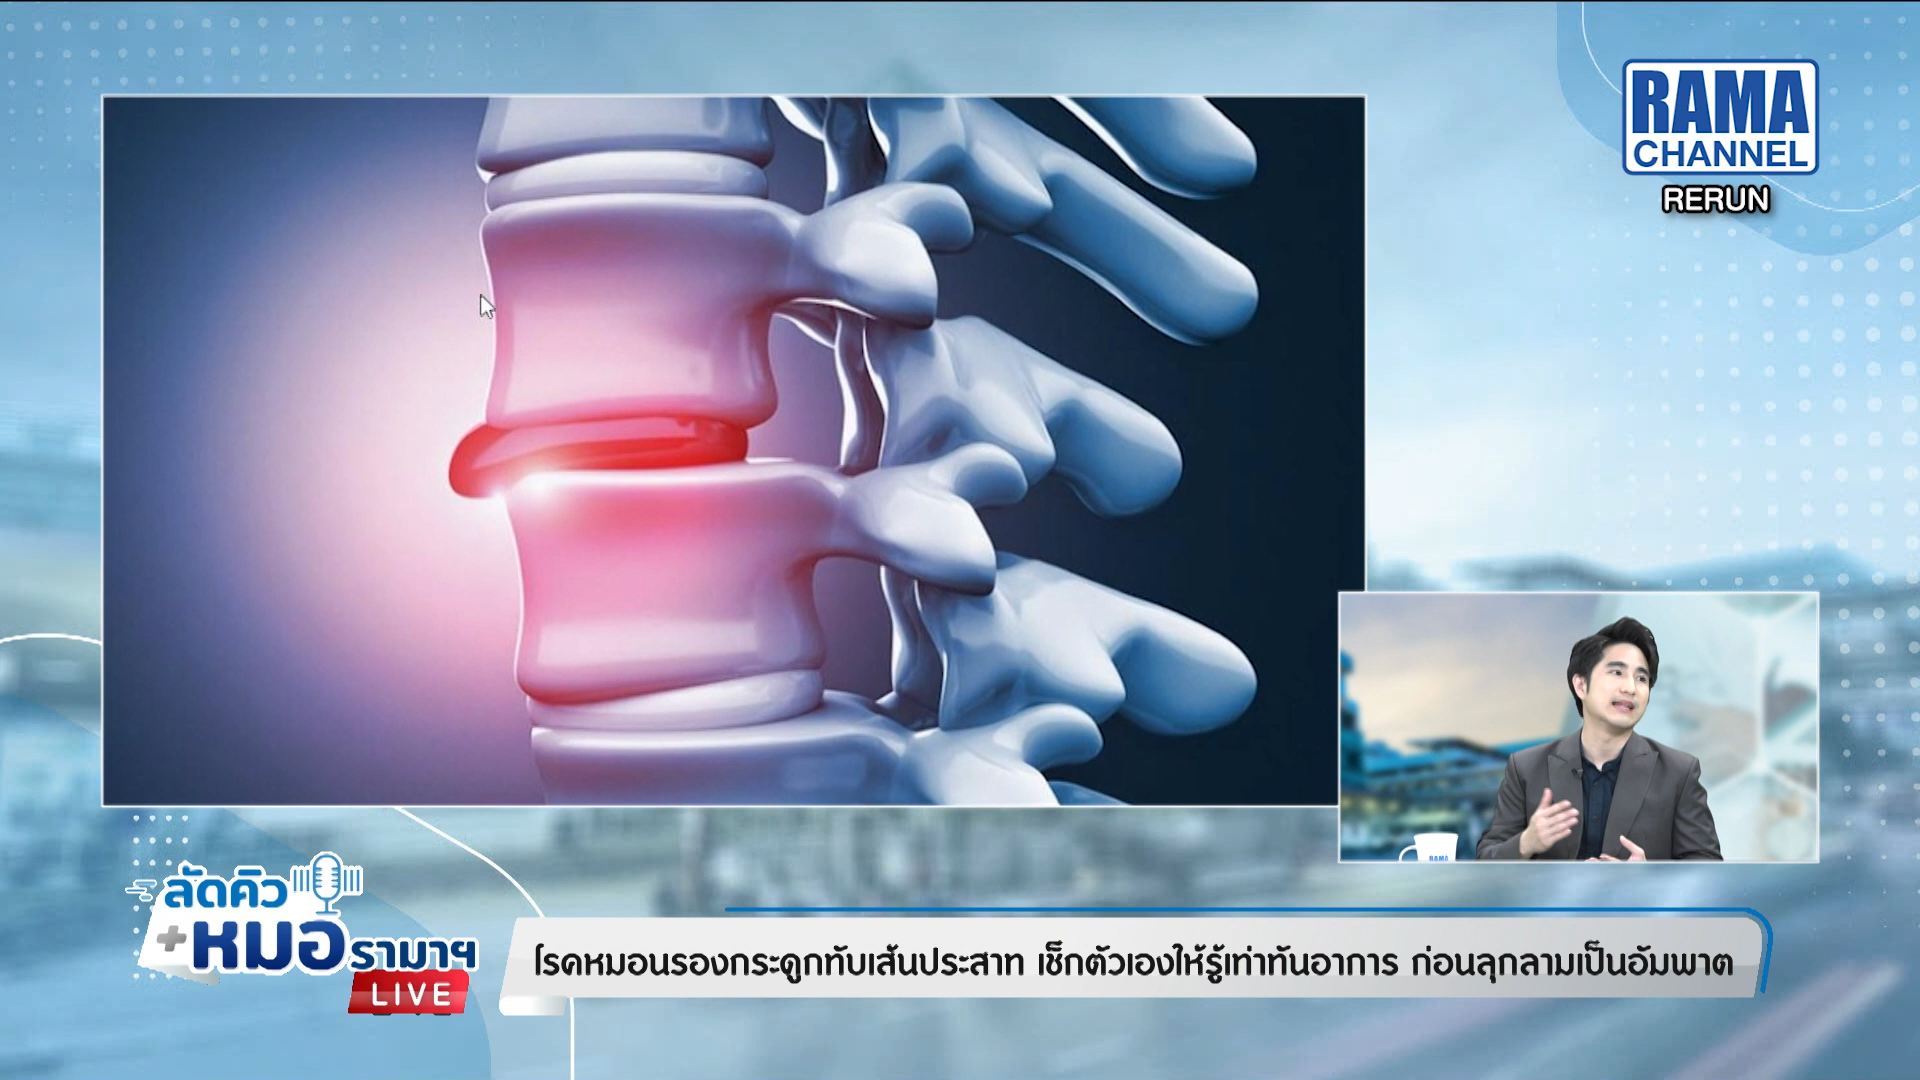 RAMA
CHANNEL
RERUN
RAMA
ลัดคิว
หมอรามาฯ
LIVE
โรคหมอนรองกระดูกทับเส้นประสาท เช็กตัวเองให้รู้เท่าทันอาการ ก่อนลุกลามเป็นอัมพาต